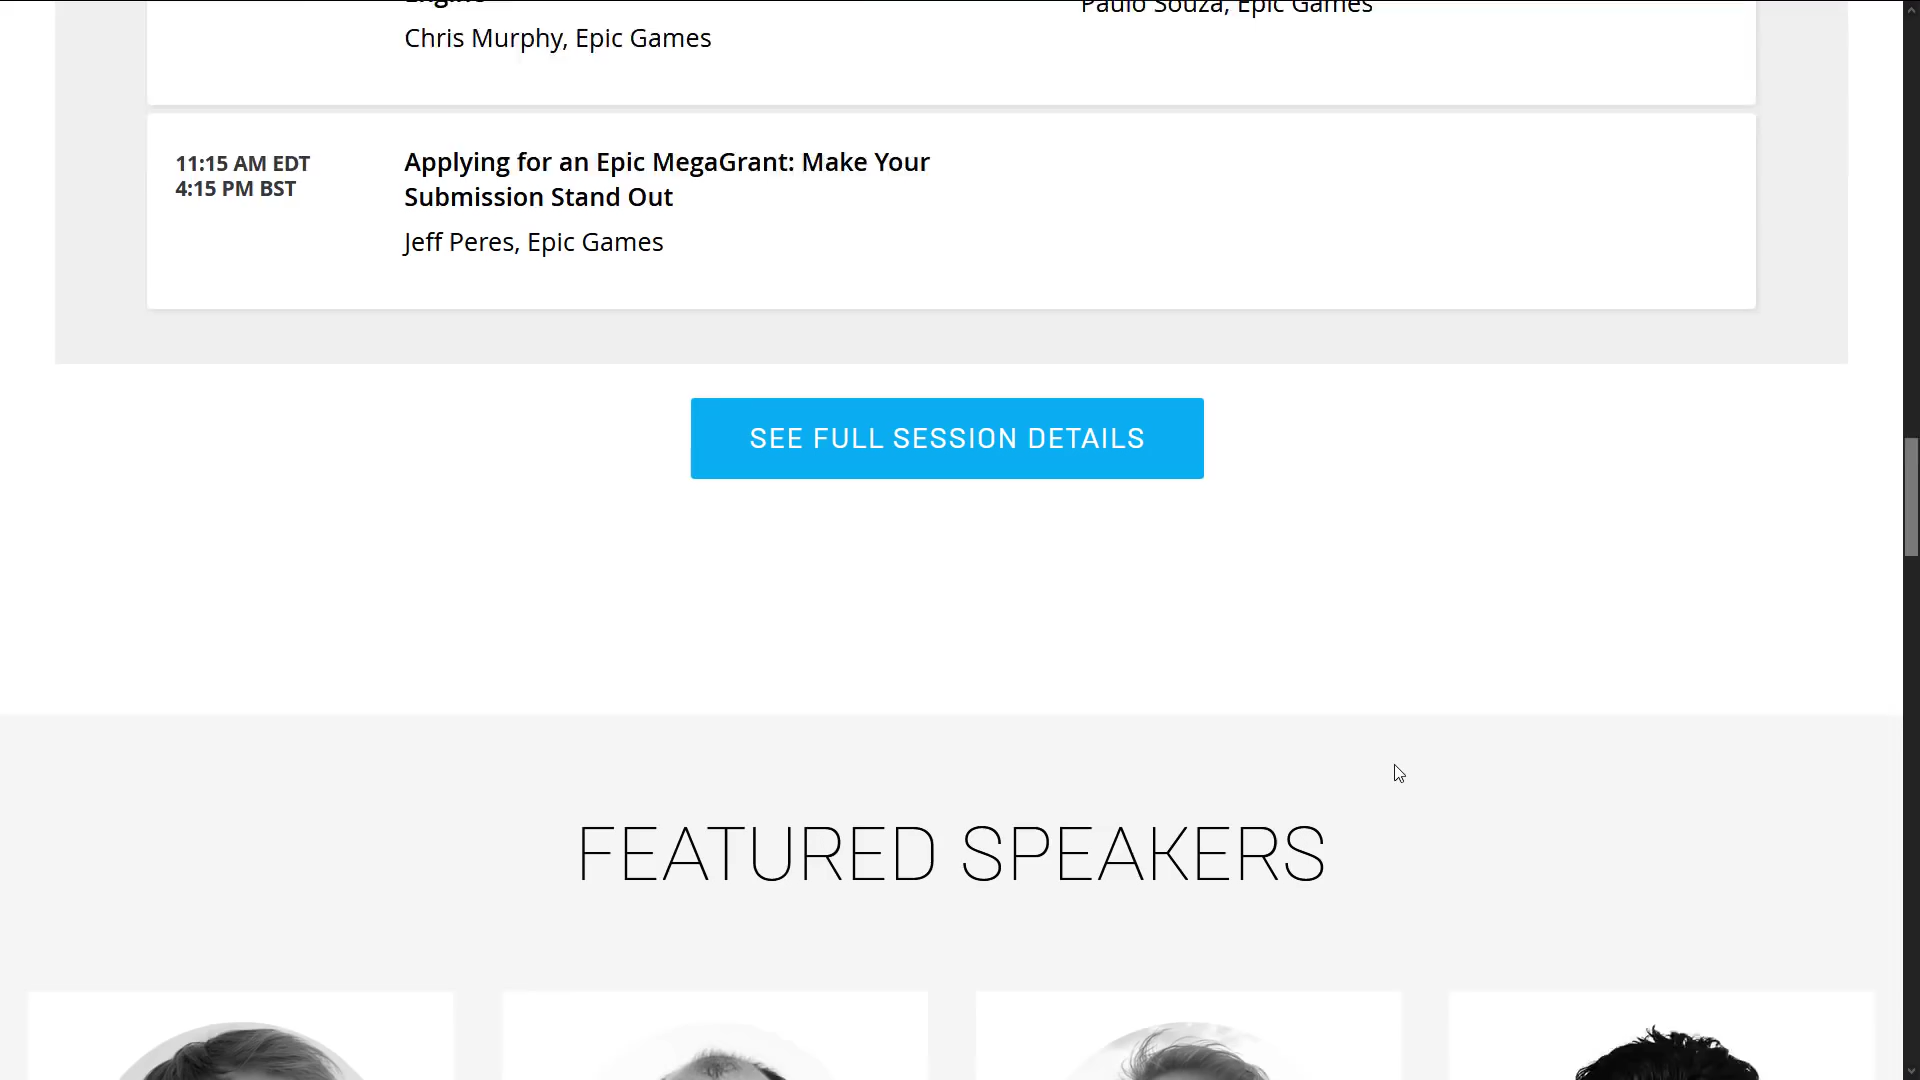 Engine
Paulo Souza, Epic Games
Chris Murphy, Epic Games
11:15 AM EDT
4:15 PM BST
Applying for an Epic MegaGrant: Make Your
Submission Stand Out
Jeff Peres, Epic Games
SEE FULL SESSION DETAILS
FEATURED SPEAKERS